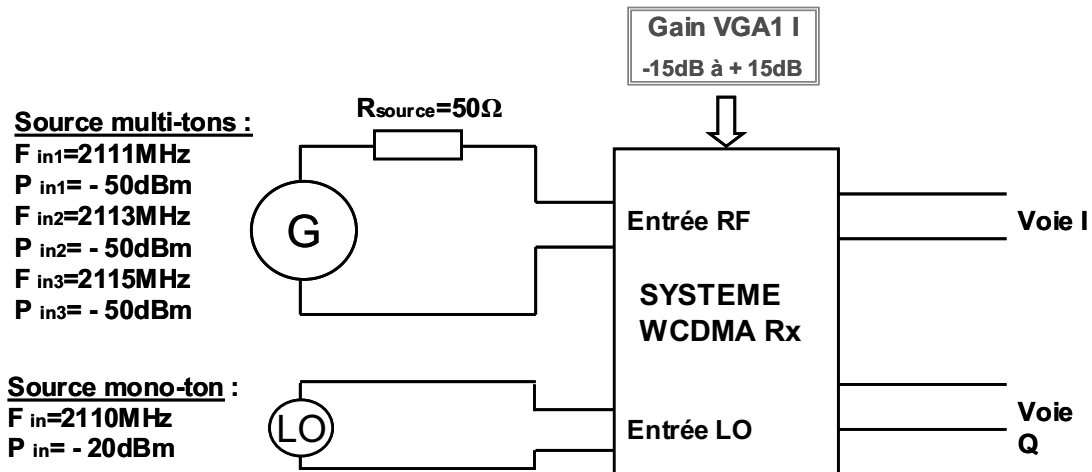 Gain VGA1 I
-15dB à + 15dB
Rsource=50Ω
Source multi-tons :
F in1=2111MHz
P in1= - 50dBm
F in2=2113MHz
P in2= - 50dBm
F in3=2115MHz
P in3= - 50dBm
G
Entrée RF
Voie I
SYSTEME
WCDMA Rx
Source mono-ton :
F in=2110MHz
P in= - 20dBm
LO
Entrée LO
Voie
Q